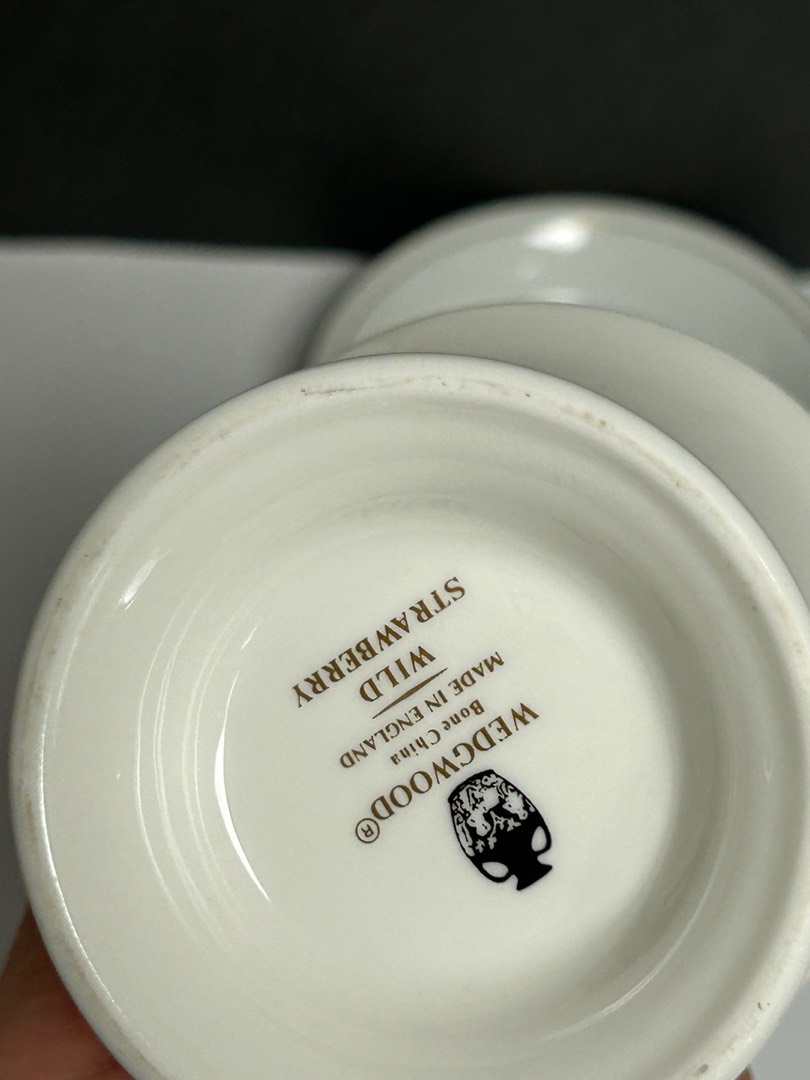 WEDGWOOD®
Bone China
MADE IN ENGLAND
WILD
STRAWBERRY